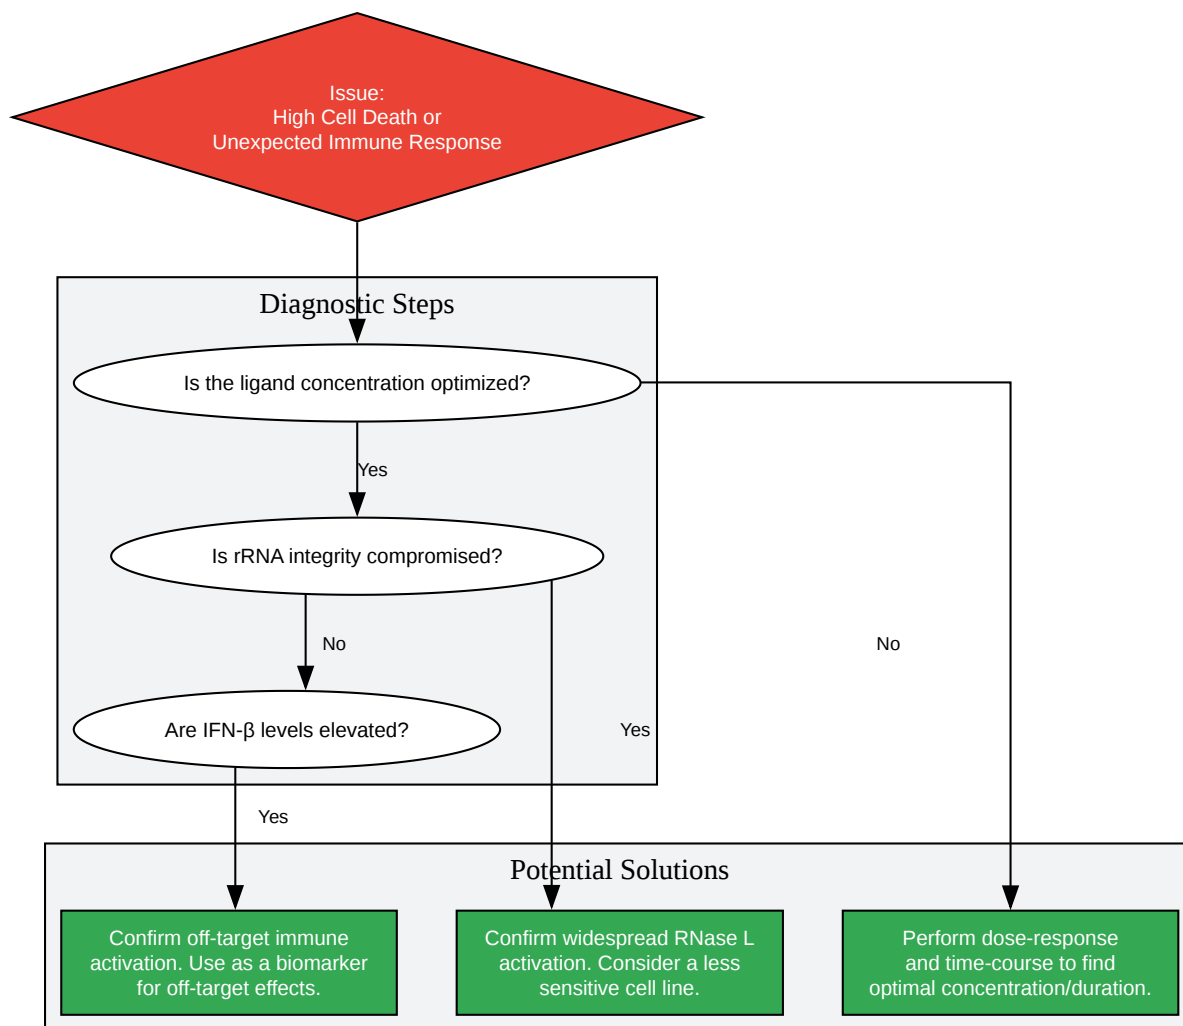 Issue:
High Cell Death or
Unexpected Immune Response
Diagnostic Steps
Is the ligand concentration optimized?
Yes
Is rRNA integrity compromised?
No
No
Are IFN-β levels elevated?
Yes
Yes
Potential Solutions
Confirm off-target immune
activation. Use as a biomarker
for off-target effects.
Confirm widespread RNase L
activation. Consider a less
sensitive cell line.
Perform dose-response
and time-course to find
optimal concentration/duration.